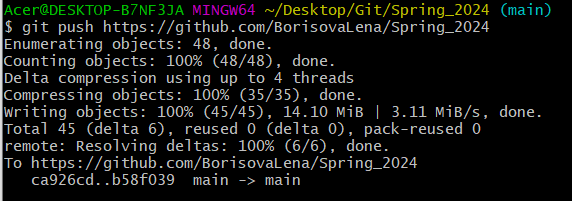 Acer@DESKTOP-B7NF3JA MINGW64 ~/Desktop/Git/Spring_2024 (main)
$ git push https://github.com/BorisovaLena/Spring_2024
Enumerating objects: 48, done.
Counting objects: 100% (48/48), done.
Delta compression using up to 4 threads
Compressing objects: 100% (35/35), done.
Writing objects: 100% (45/45), 14.10 MiB | 3.11 MiB/s, done.
Total 45 (delta 6), reused 0 (delta 0), pack-reused 0
remote: Resolving deltas: 100% (6/6), done.
To https://github.com/BorisovaLena/Spring_2024
   ca926cd..b58f039  main -> main